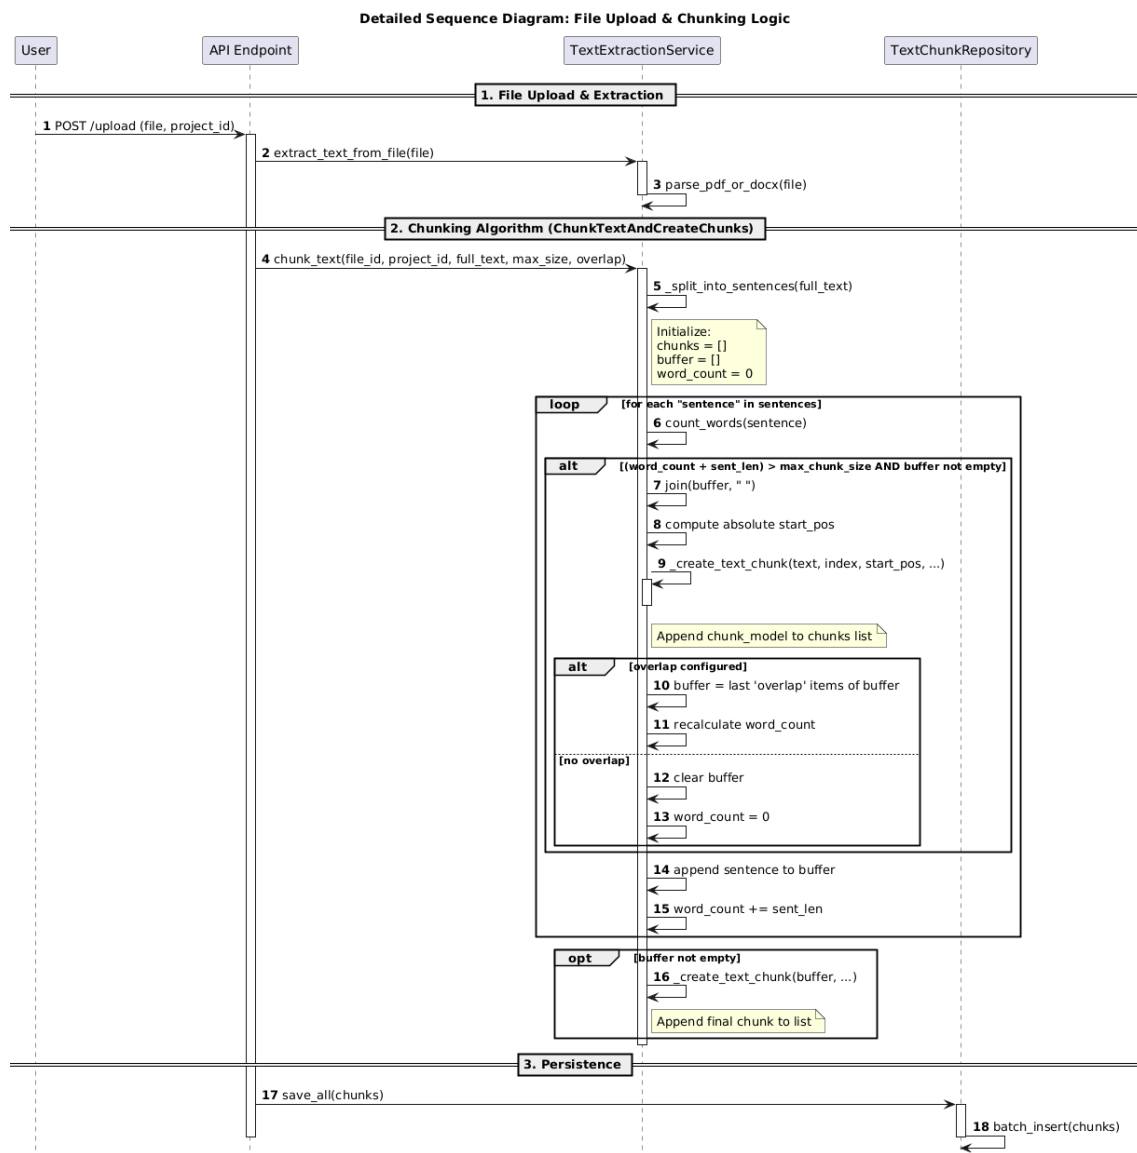 Detailed Sequence Diagram: File Upload & Chunking Logic
User
API Endpoint
TextExtractionService
TextChunkRepository
1. File Upload & Extraction
1 POST /upload (file, project_id)
2 extract_text_from_file(file)
3 parse_pdf_or_docx(file)
2. Chunking Algorithm (ChunkTextAndCreateChunks)
4 chunk_text(file_id, project_id, full_text, max_size, overlap)
5 _split_into_sentences(full_text)
Initialize:
chunks = []
buffer = []
word_count = 0
loop [for each "sentence" in sentences]
6 count_words(sentence)
alt [(word_count + sent_len) > max_chunk_size AND buffer not empty]
7 join(buffer, " ")
8 compute absolute start_pos
9 _create_text_chunk(text, index, start_pos, ...)
Append chunk_model to chunks list
alt [overlap configured]
10 buffer = last 'overlap' items of buffer
11 recalculate word_count
[no overlap]
12 clear buffer
13 word_count = 0
14 append sentence to buffer
15 word_count += sent_len
opt [buffer not empty]
16 _create_text_chunk(buffer, ...)
Append final chunk to list
3. Persistence
17 save_all(chunks)
18 batch_insert(chunks)